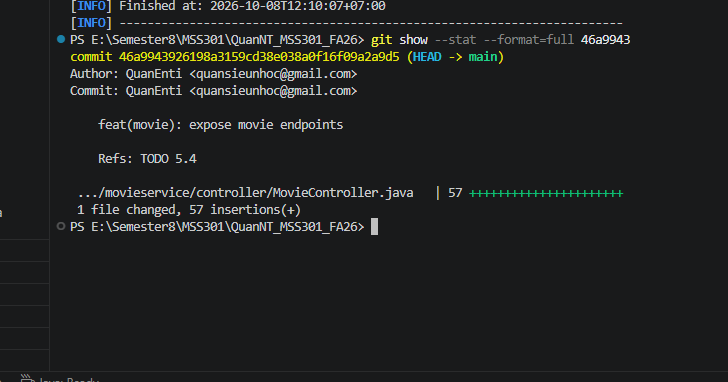 [INFO] Finished at: 2026-10-08T12:10:07+07:00
[INFO] ------------------------------------------------------------------------
PS E:\Semester8\MSS301\QuanNT_MSS301_FA26> git show --stat --format=full 46a9943
commit 46a9943926198a3159cd38e038a0f16f09a2a9d5 (HEAD -> main)
Author: QuanEnti <quansieunhoc@gmail.com>
Commit: QuanEnti <quansieunhoc@gmail.com>
feat(movie): expose movie endpoints
Refs: TODO 5.4
.../movieservice/controller/MovieController.java | 57 ++++++++++++++++++++++
1 file changed, 57 insertions(+)
PS E:\Semester8\MSS301\QuanNT_MSS301_FA26>
Java: Ready